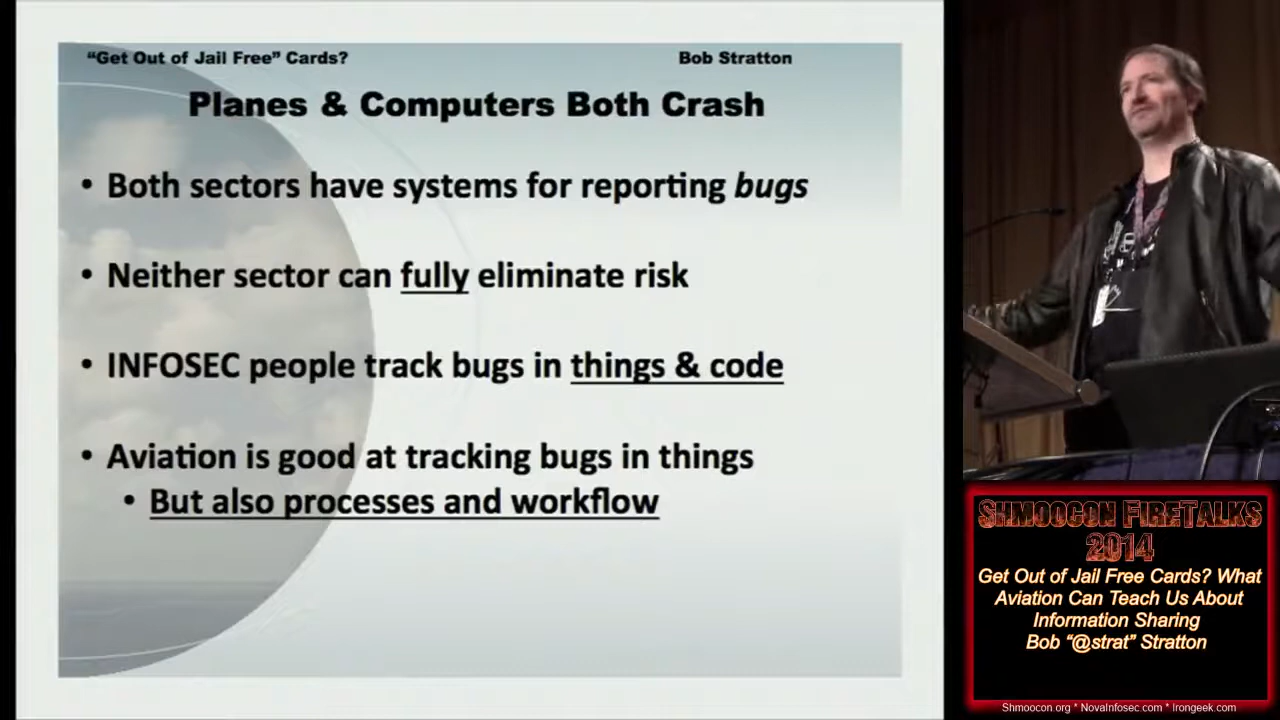 “Get Out of Jail Free” Cards?
Bob Stratton
Planes & Computers Both Crash
• Both sectors have systems for reporting bugs
• Neither sector can fully eliminate risk
• INFOSEC people track bugs in things & code
• Aviation is good at tracking bugs in things
• But also processes and workflow
Shmoocon FireTalks
2014
Get Out of Jail Free Cards? What
Aviation Can Teach Us About
Information Sharing
Bob “@strat” Stratton
Shmoocon.org * NovaInfosec.com * Irongeek.com